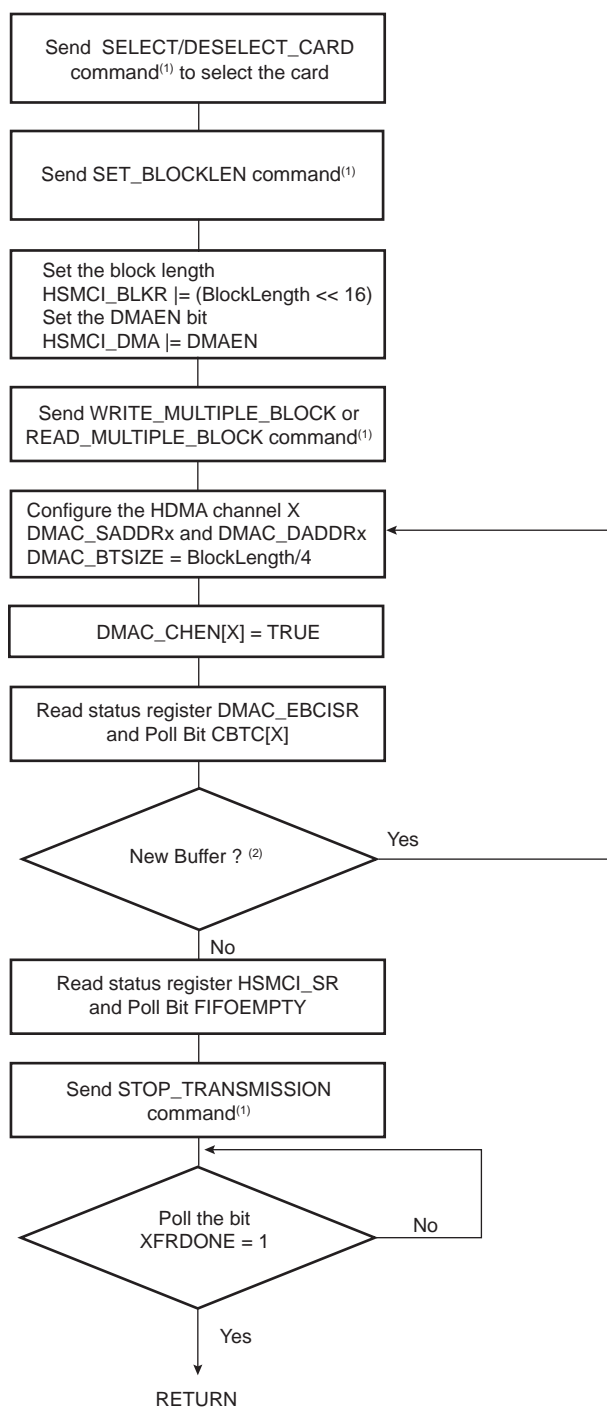 Send SELECT/DESELECT_CARD
command(1) to select the card
Send SET_BLOCKLEN command(1)
Set the block length
HSMCI_BLKR |= (BlockLength << 16)
Set the DMAEN bit
HSMCI_DMA |= DMAEN
Send WRITE_MULTIPLE_BLOCK or
READ_MULTIPLE_BLOCK command(1)
Configure the HDMA channel X
DMAC_SADDRx and DMAC_DADDRx
DMAC_BTSIZE = BlockLength/4
DMAC_CHEN[X] = TRUE
Read status register DMAC_EBCISR
and Poll Bit CBTC[X]
New Buffer ? (2)
Yes
No
Read status register HSMCI_SR
and Poll Bit FIFOEMPTY
Send STOP_TRANSMISSION
command(1)
Poll the bit
XFRDONE = 1
No
Yes
RETURN